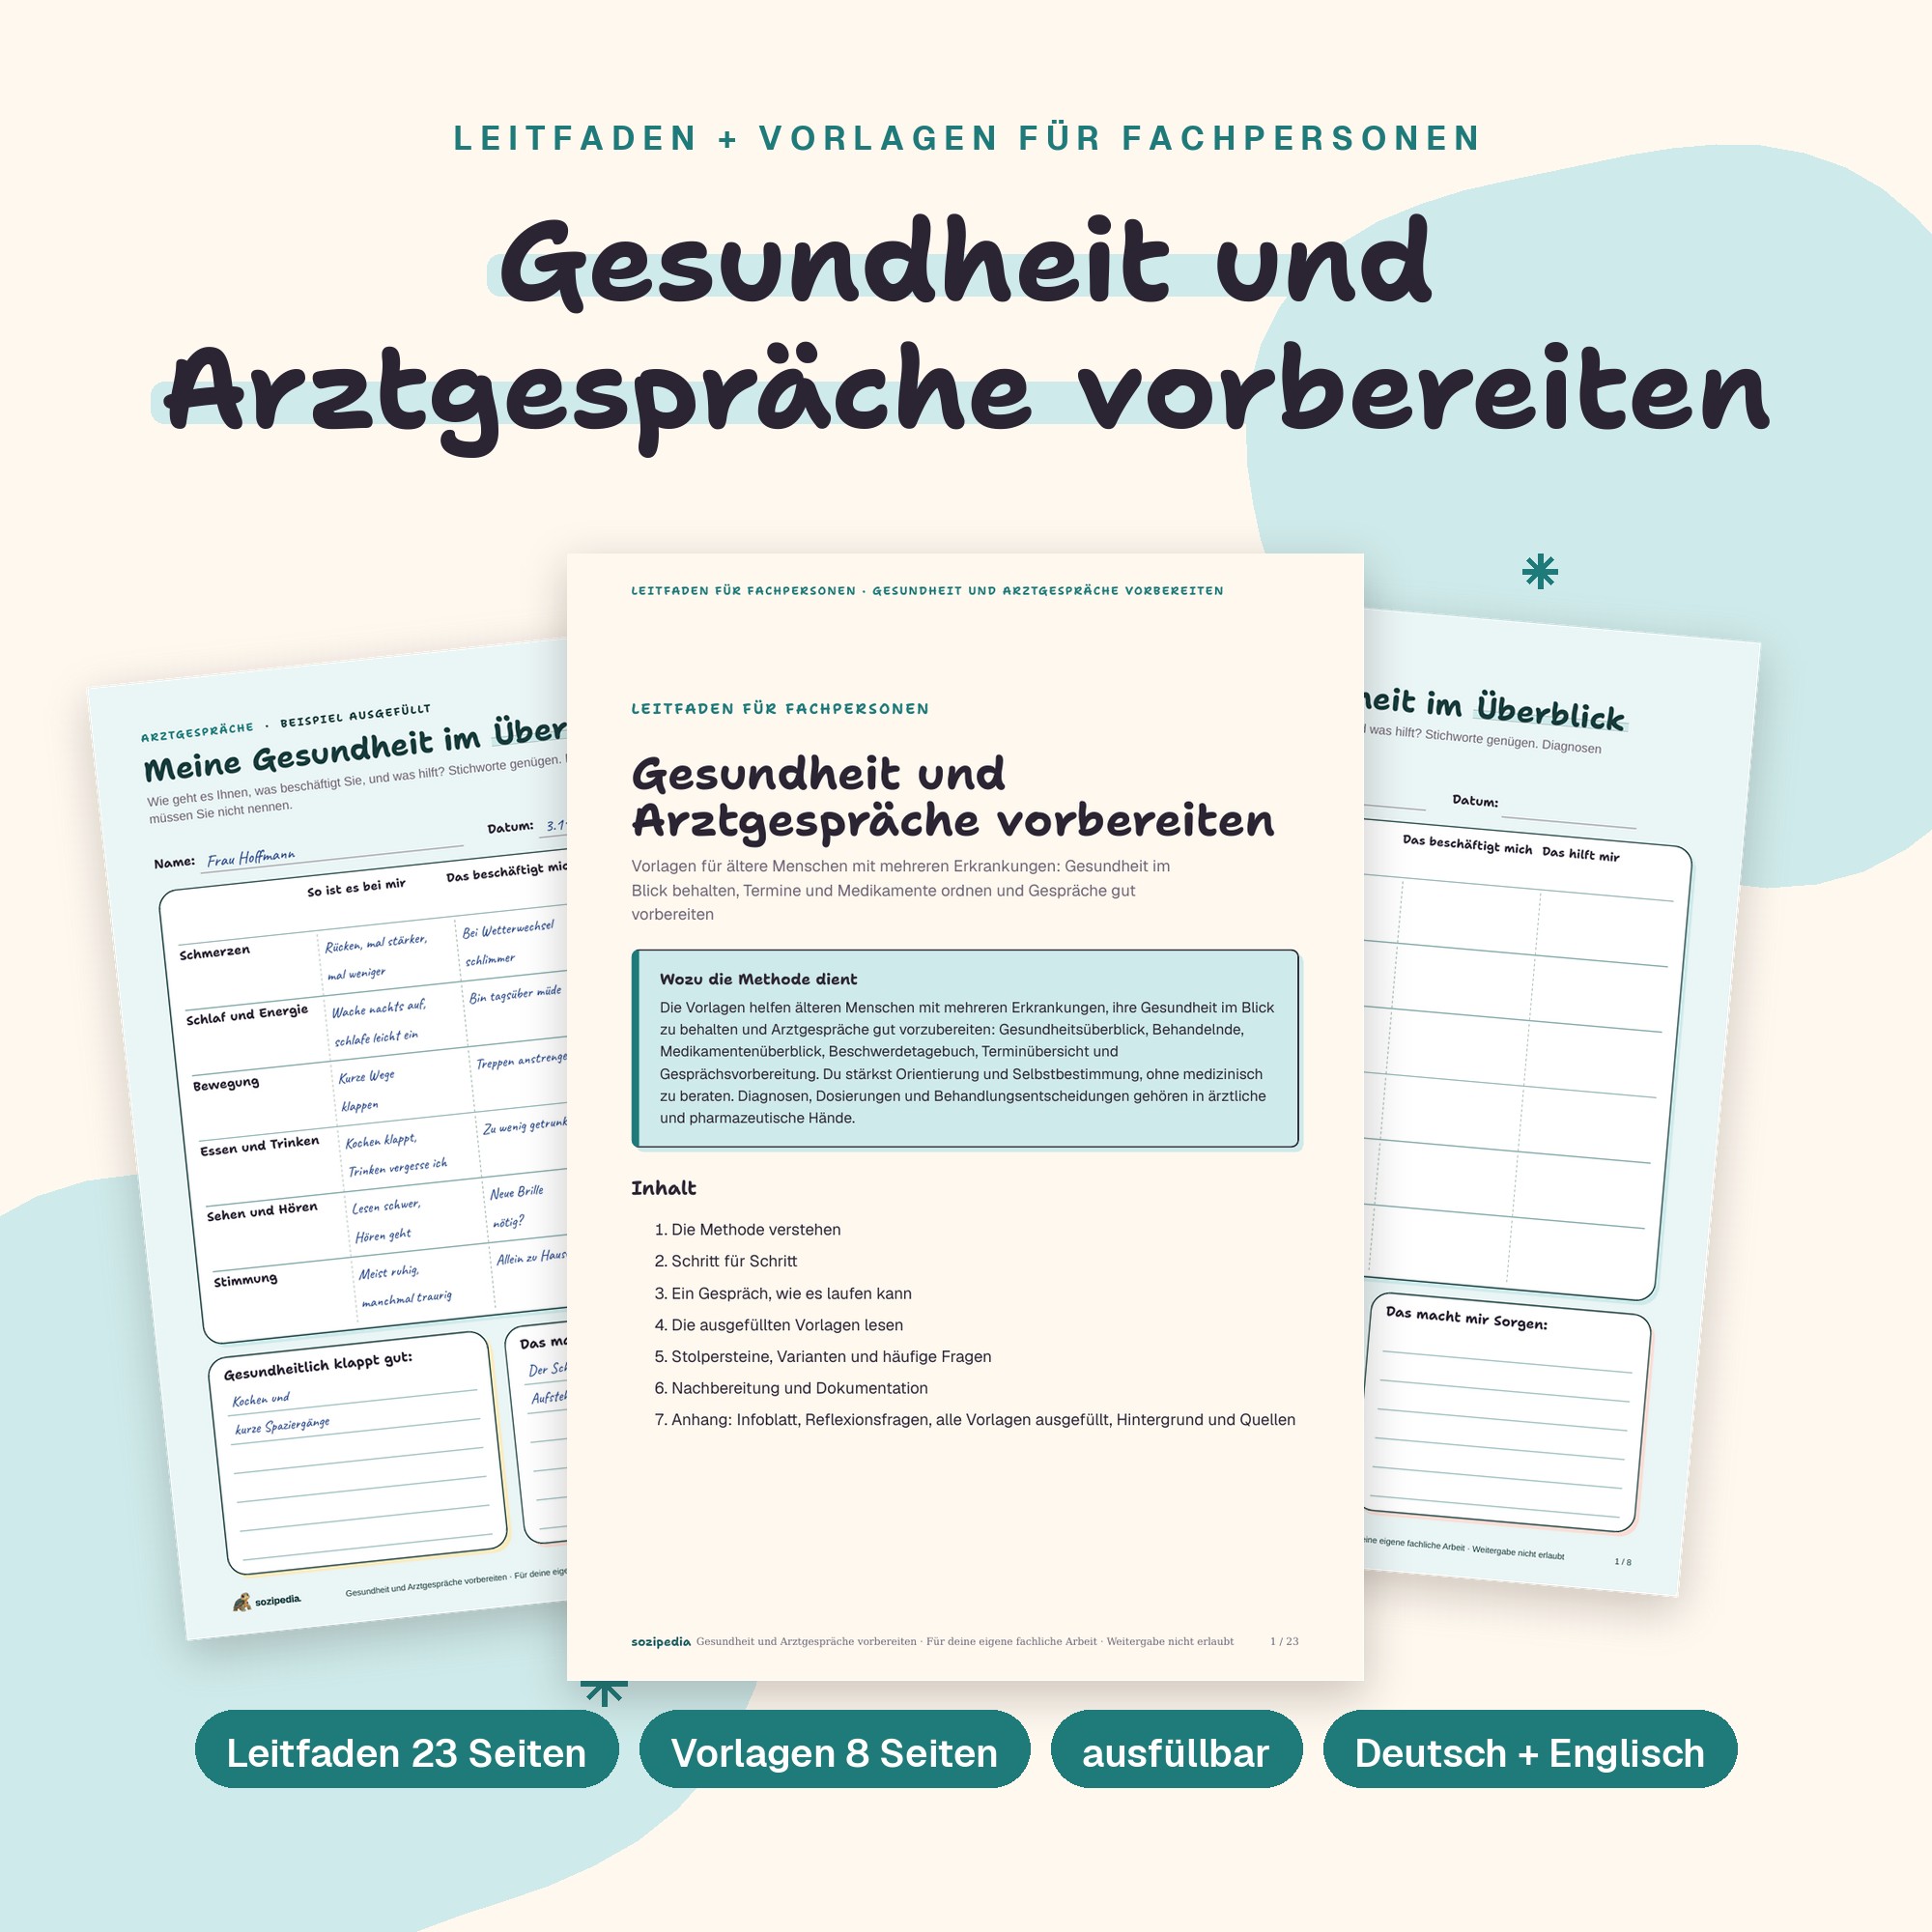 LEITFADEN + VORLAGEN FÜR FACHPERSONEN
Gesundheit und
Arztgespräche vorbereiten
ARZTGESPRÄCHE · BEISPIEL AUSGEFÜLLT
Meine Gesundheit im
Wie geht es Ihnen, was beschäftigt Sie, und was hilft? Stichworte genügen.
müssen Sie nicht nennen.
Name: Frau Hoffmann Datum:
So ist es bei mir Das beschäftigt
Schmerzen
Rücken, mal stärker,
mal weniger
Bei Wetterwechsel
schlimmer
Schlaf und Energie
Wache nachts auf,
schlafe leicht ein
Bin tagsüber müde
Bewegung
Kurze Wege
klappen
Treppen
Essen und Trinken
Kochen klappt,
Trinken vergesse ich
Zu wenig
Sehen und Hören
Lesen schwer,
Hören geht
Neue Brille
nötig?
Stimmung
Meist ruhig,
manchmal traurig
Allein zu
Gesundheitlich klappt gut:
Kochen und
kurze Spaziergänge
Das
Der
sozipedia.
Gesundheit und Arztgespräche vorbereiten · Für deine
LEITFADEN FÜR FACHPERSONEN · GESUNDHEIT UND ARZTGESPRÄCHE VORBEREITEN
LEITFADEN FÜR FACHPERSONEN
Gesundheit und
Arztgespräche vorbereiten
Vorlagen für ältere Menschen mit mehreren Erkrankungen: Gesundheit im
Blick behalten, Termine und Medikamente ordnen und Gespräche gut
vorbereiten
Wozu die Methode dient
Die Vorlagen helfen älteren Menschen mit mehreren Erkrankungen, ihre Gesundheit im Blick
zu behalten und Arztgespräche gut vorzubereiten: Gesundheitsüberblick, Behandelnde,
Medikamentenüberblick, Beschwerdetagebuch, Terminübersicht und
Gesprächsvorbereitung. Du stärkst Orientierung und Selbstbestimmung, ohne medizinisch
zu beraten. Diagnosen, Dosierungen und Behandlungsentscheidungen gehören in ärztliche
und pharmazeutische Hände.
Inhalt
1. Die Methode verstehen
2. Schritt für Schritt
3. Ein Gespräch, wie es laufen kann
4. Die ausgefüllten Vorlagen lesen
5. Stolpersteine, Varianten und häufige Fragen
6. Nachbereitung und Dokumentation
7. Anhang: Infoblatt, Reflexionsfragen, alle Vorlagen ausgefüllt, Hintergrund und Quellen
sozipedia Gesundheit und Arztgespräche vorbereiten · Für deine eigene fachliche Arbeit · Weitergabe nicht erlaubt 1 / 23
im Überblick
was hilft? Stichworte genügen. Diagnosen
Datum:
Das beschäftigt mich Das hilft mir
Das macht mir Sorgen:
eigene fachliche Arbeit · Weitergabe nicht erlaubt 1 / 8
Leitfaden 23 Seiten
Vorlagen 8 Seiten
ausfüllbar
Deutsch + Englisch